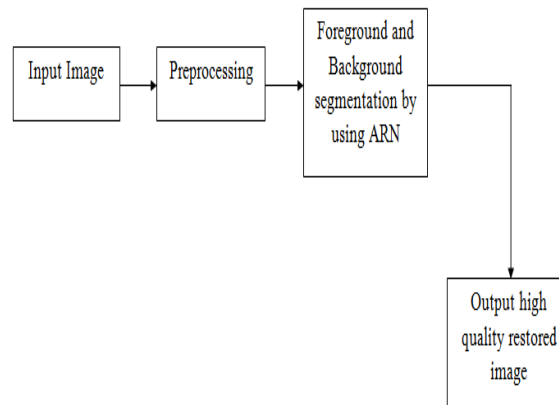 Input Image
Preprocessing
Foreground and
Background
segmentation by
using ARN
Output high
quality restored
image